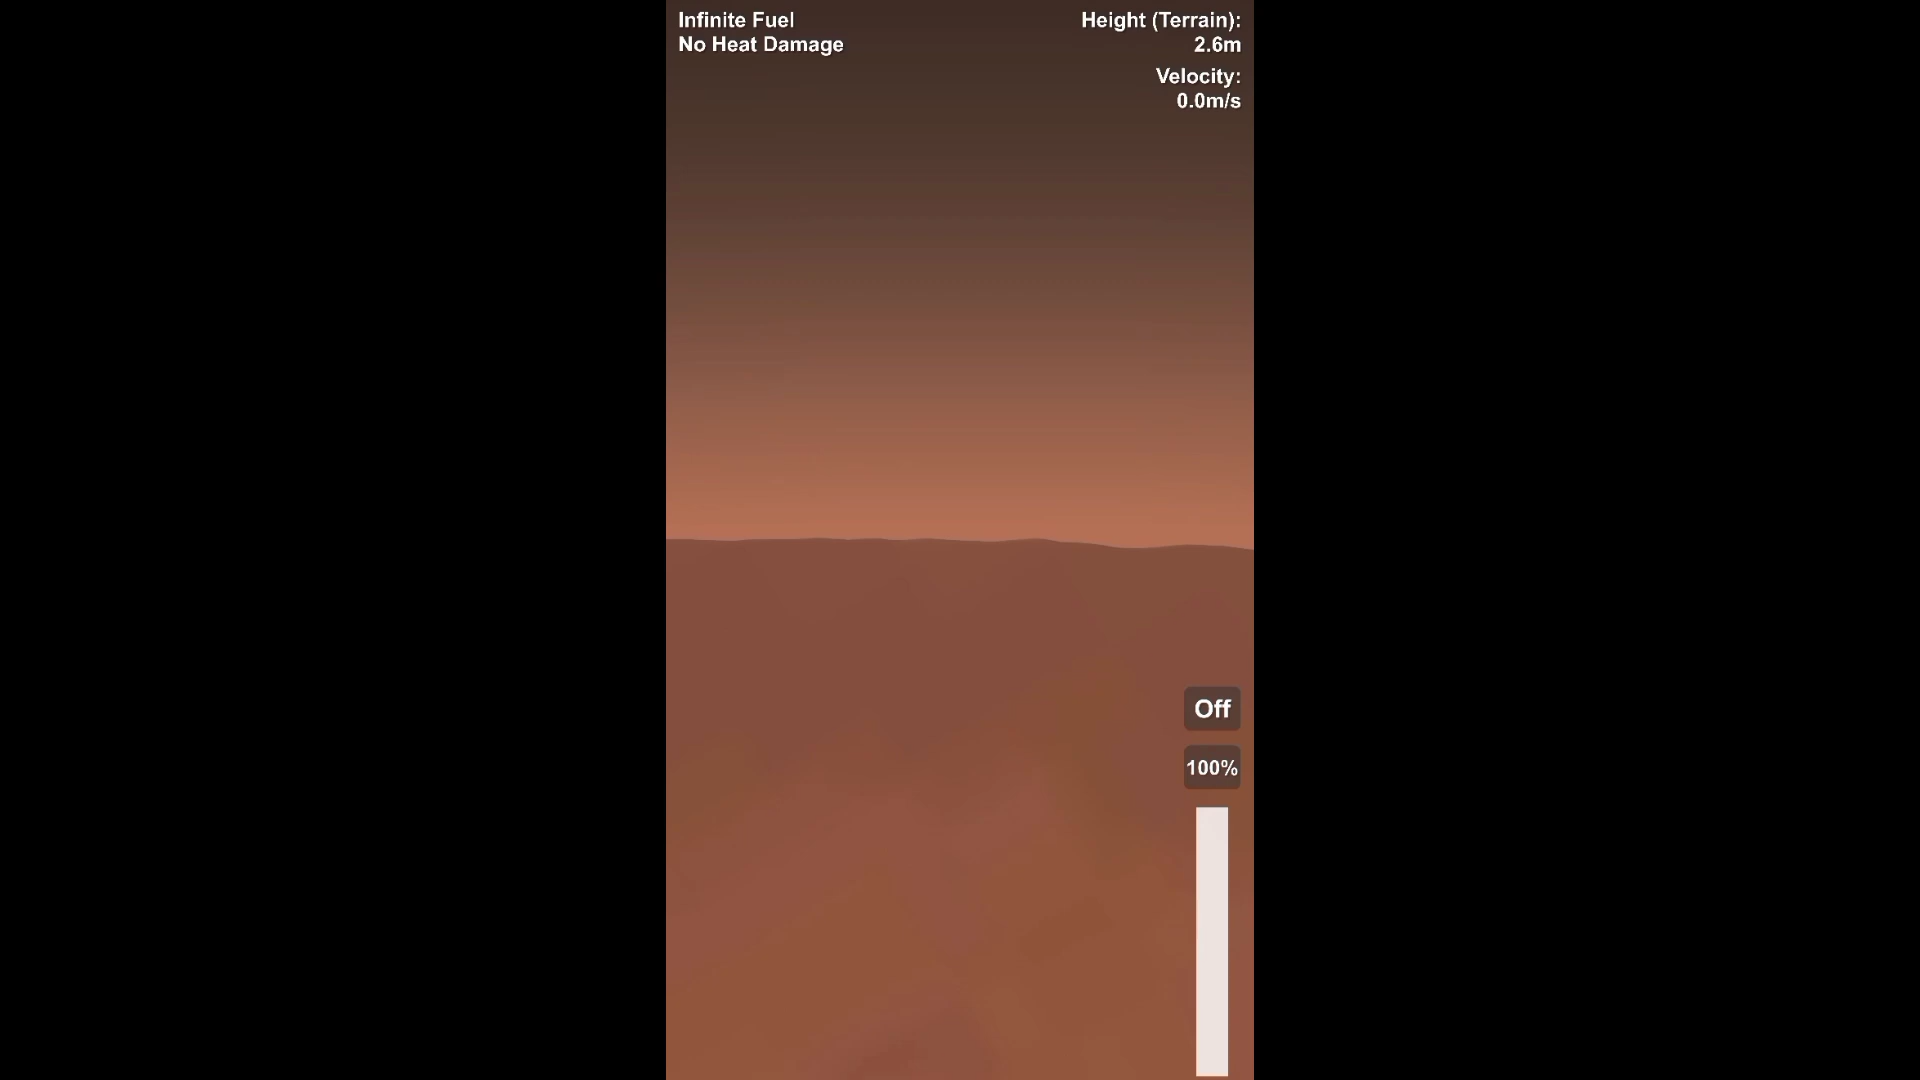 Infinite Fuel
No Heat Damage
Height (Terrain):
2.6m
Velocity:
0.0m/s
Off
100%